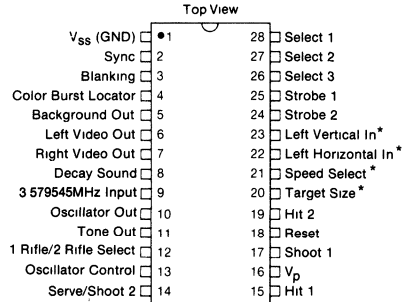 Top View
V_SS (GND) 1 28 Select 1
Sync 2 27 Select 2
Blanking 3 26 Select 3
Color Burst Locator 4 25 Strobe 1
Background Out 5 24 Strobe 2
Left Video Out 6 23 Left Vertical In*
Right Video Out 7 22 Left Horizontal In*
Decay Sound 8 21 Speed Select*
3 579545MHz Input 9 20 Target Size*
Oscillator Out 10 19 Hit 2
Tone Out 11 18 Reset
1 Rifle/2 Rifle Select 12 17 Shoot 1
Oscillator Control 13 16 Vp
Serve/Shoot 2 14 15 Hit 1